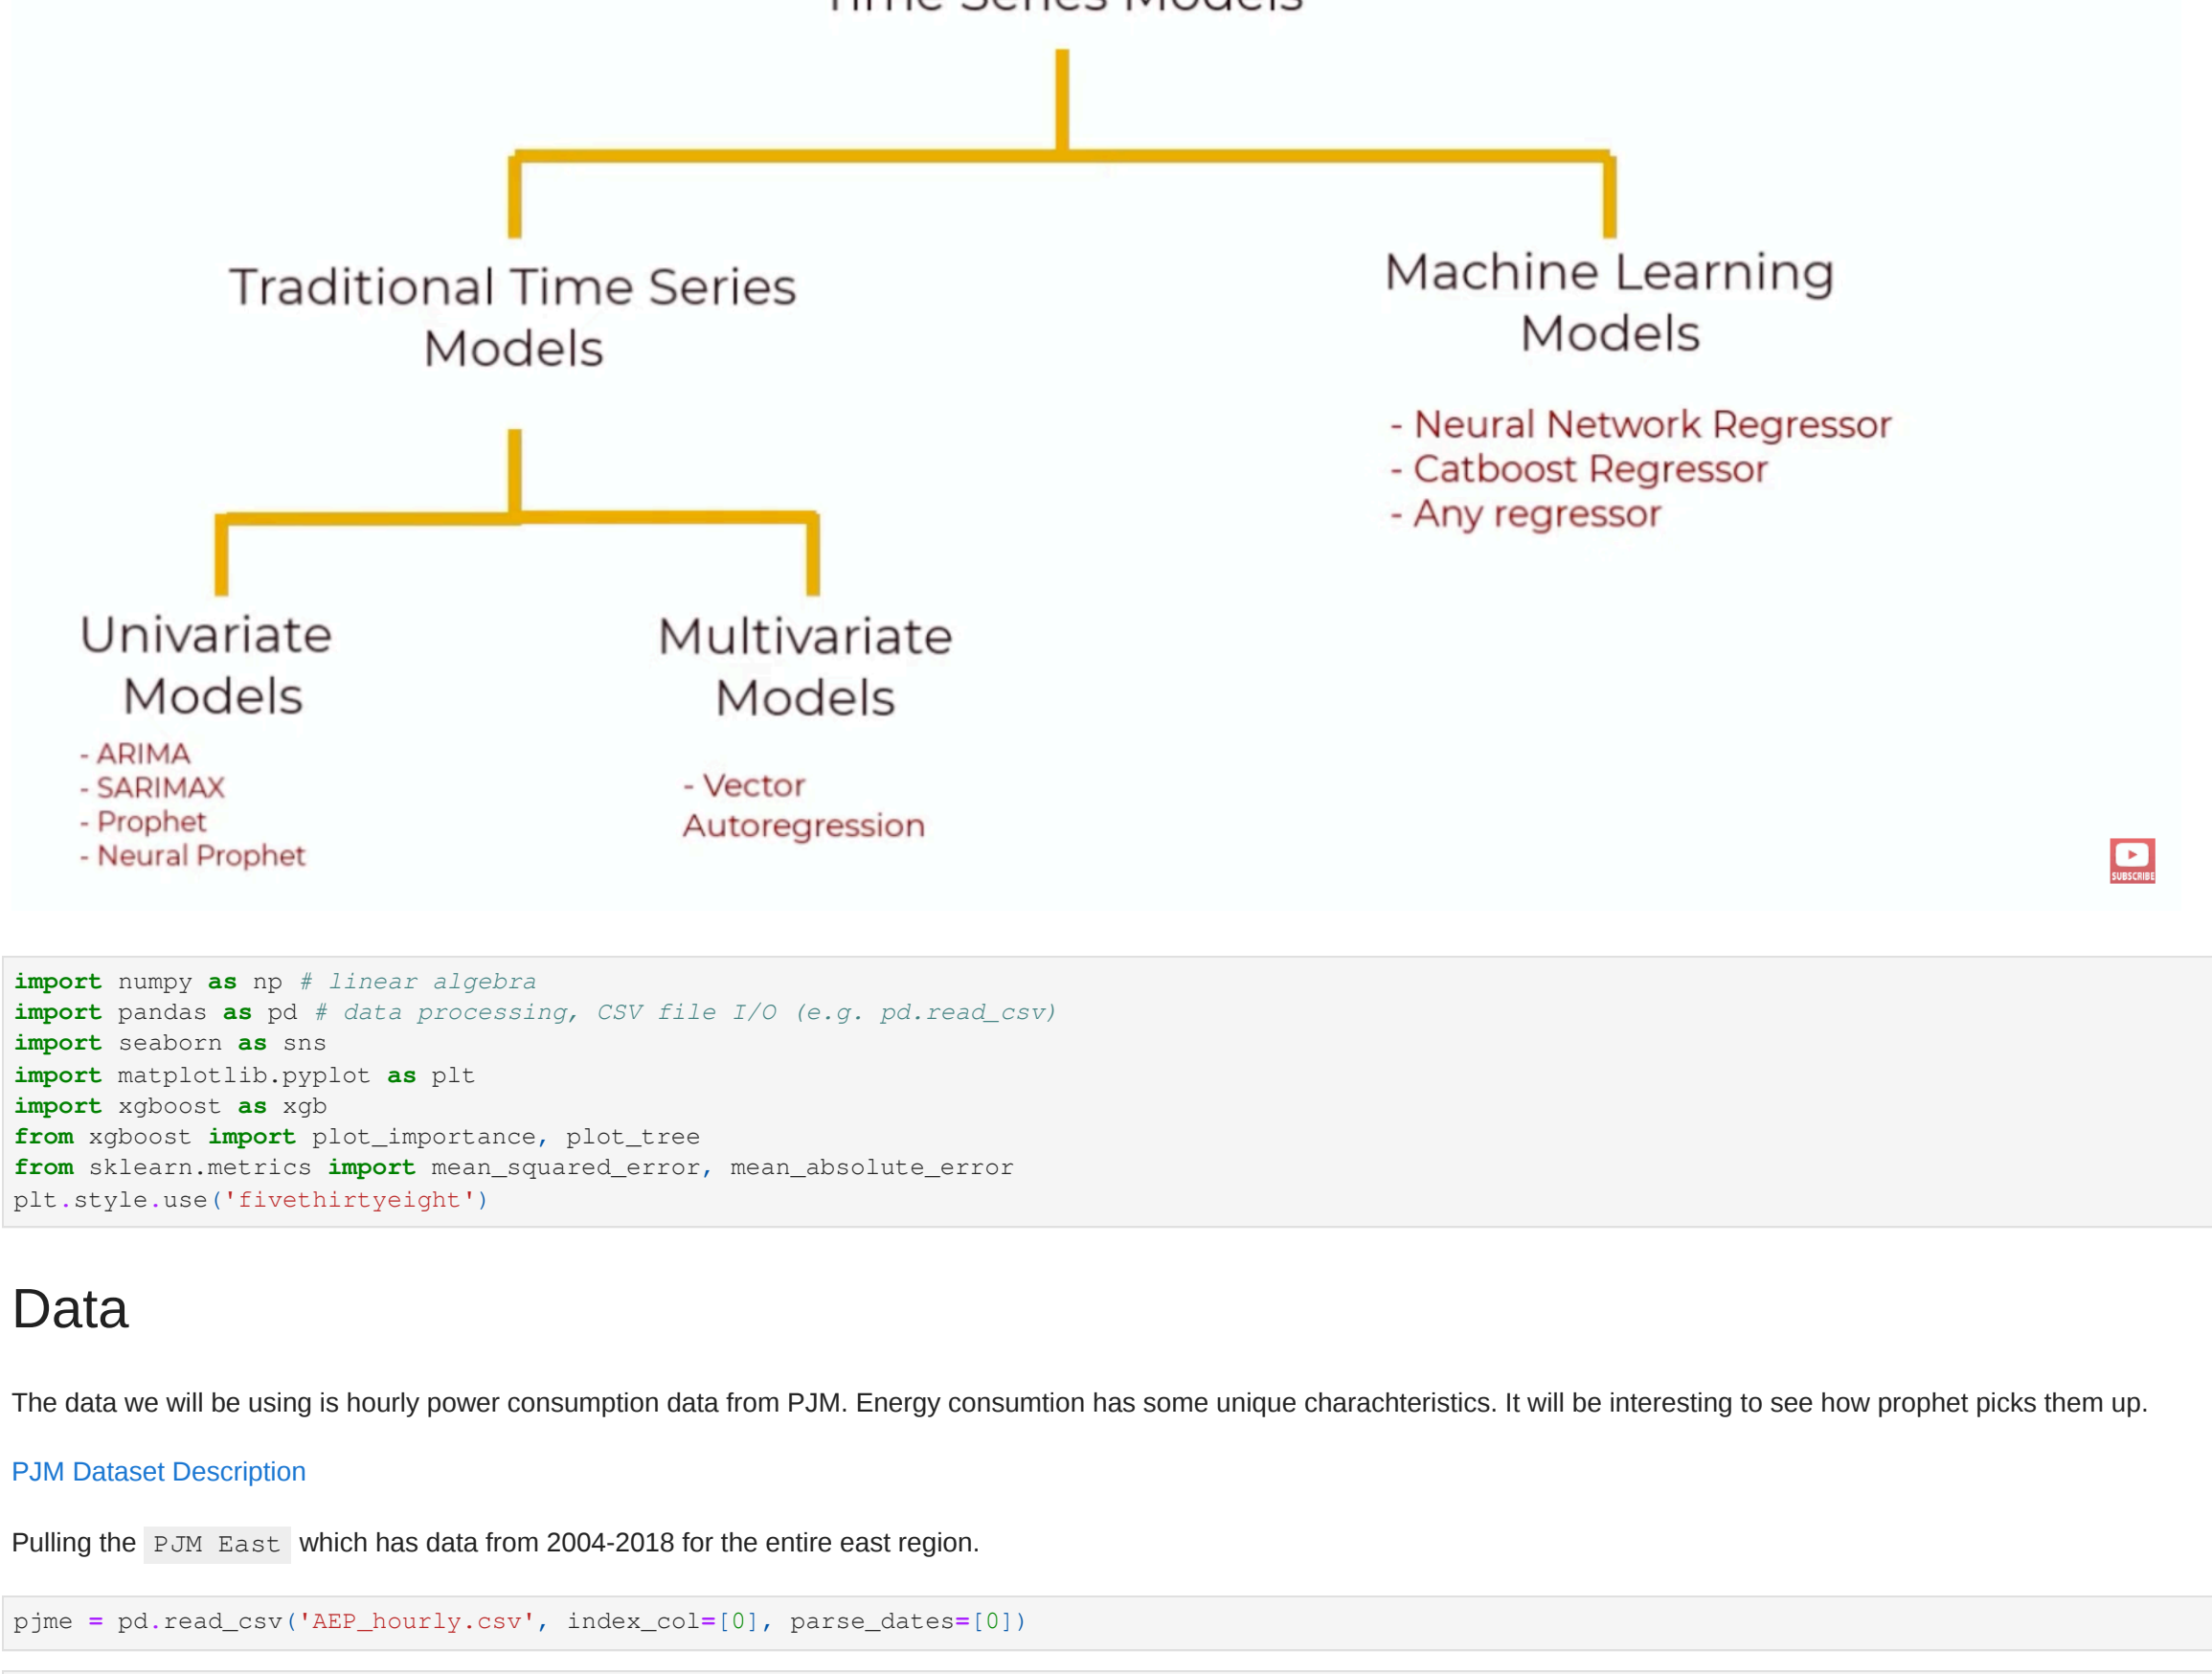 Time Series Models
Traditional Time Series
Models
Machine Learning
Models
- Neural Network Regressor
- Catboost Regressor
- Any regressor
Univariate
Models
- ARIMA
- SARIMAX
- Prophet
- Neural Prophet
Multivariate
Models
- Vector
Autoregression
SUBSCRIBE
import numpy as np # linear algebra
import pandas as pd # data processing, CSV file I/O (e.g. pd.read_csv)
import seaborn as sns
import matplotlib.pyplot as plt
import xgboost as xgb
from xgboost import plot_importance, plot_tree
from sklearn.metrics import mean_squared_error, mean_absolute_error
plt.style.use('fivethirtyeight')
Data
The data we will be using is hourly power consumption data from PJM. Energy consumtion has some unique charachteristics. It will be interesting to see how prophet picks them up.
PJM Dataset Description
Pulling the PJM East which has data from 2004-2018 for the entire east region.
pjme = pd.read_csv('AEP_hourly.csv', index_col=[0], parse_dates=[0])